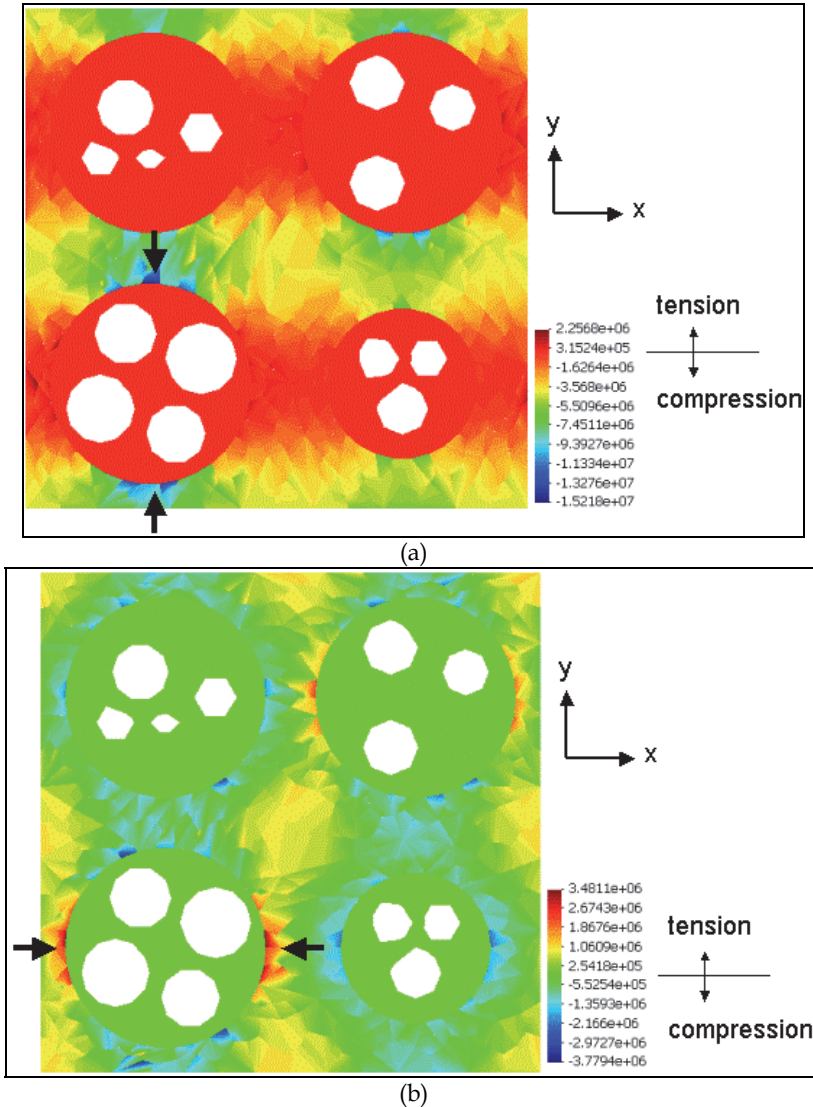 y
x
tension
2.2568e+06
3.1524e+05
-1.6264e+06
-3.568e+06
-5.5096e+06
-7.4511e+06
-9.3927e+06
-1.1334e+07
-1.3276e+07
-1.5218e+07
compression
(a)
y
x
3.4811e+06
2.6743e+06
1.8676e+06
1.0609e+06
2.5418e+05
-5.5254e+05
-1.3593e+06
-2.166e+06
-2.9727e+06
-3.7794e+06
tension
compression
(b)